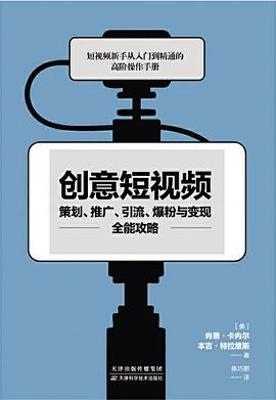 短视频新手从入门到精通的
高阶操作手册
创意短视频
策划、推广、引流、爆粉与变现
全能攻略
[美]
肖恩·卡内尔
本吉·特拉维斯
著
陈巧丽
译
天津出版传媒集团
天津科学技术出版社